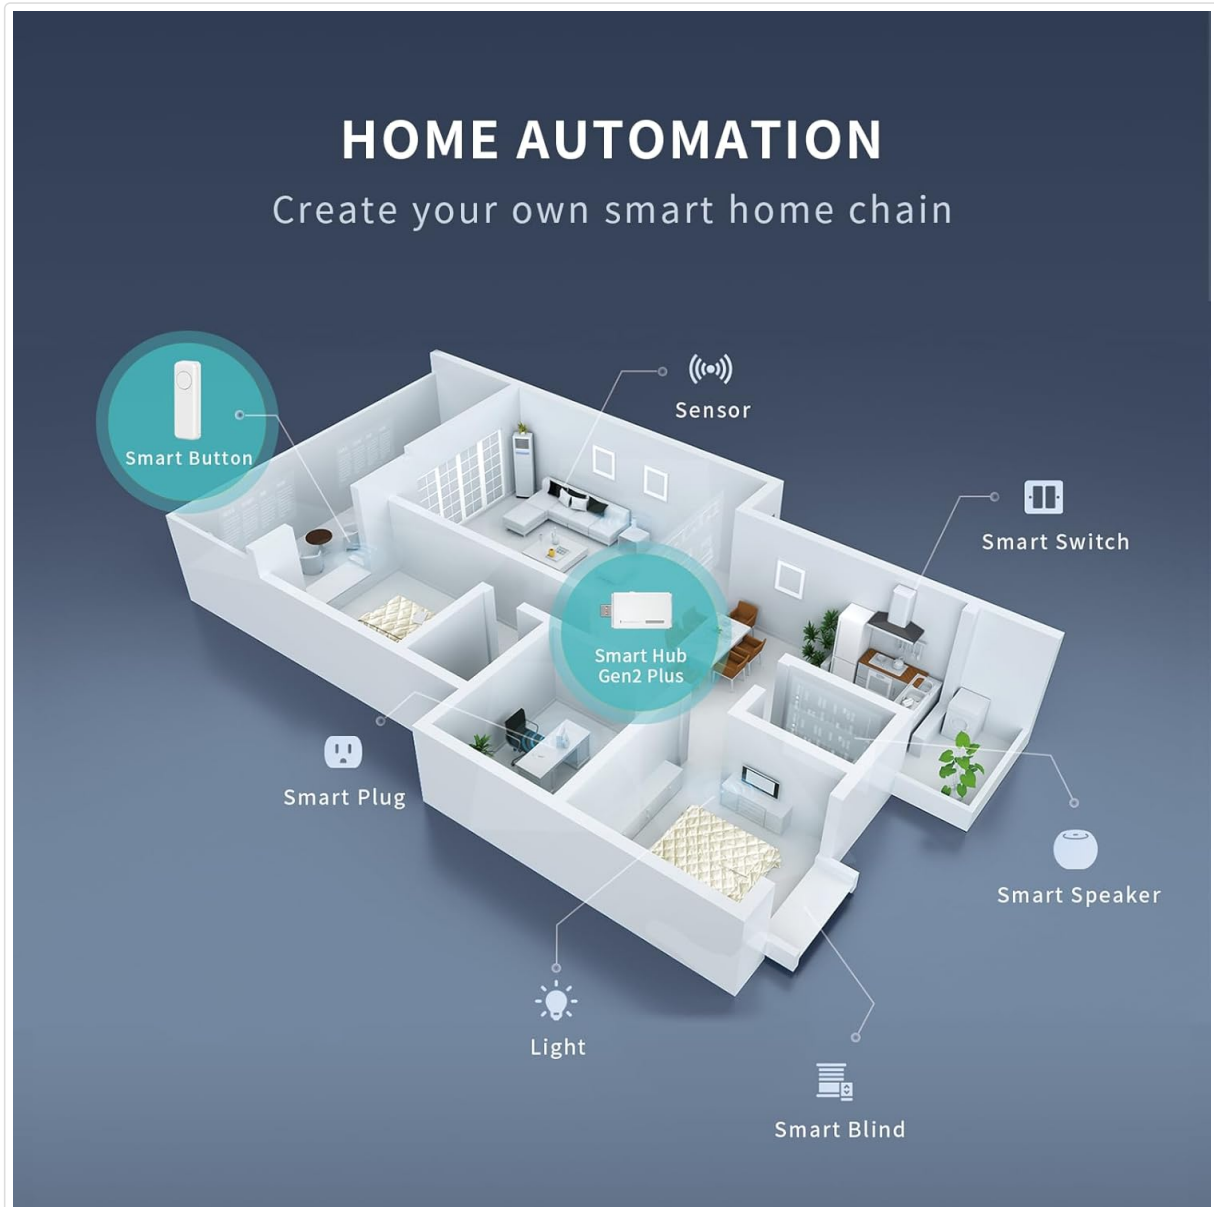 HOME AUTOMATION
Create your own smart home chain
Smart Button
Sensor
Smart Switch
Smart Hub
Gen2 Plus
Smart Plug
Smart Speaker
Light
Smart Blind